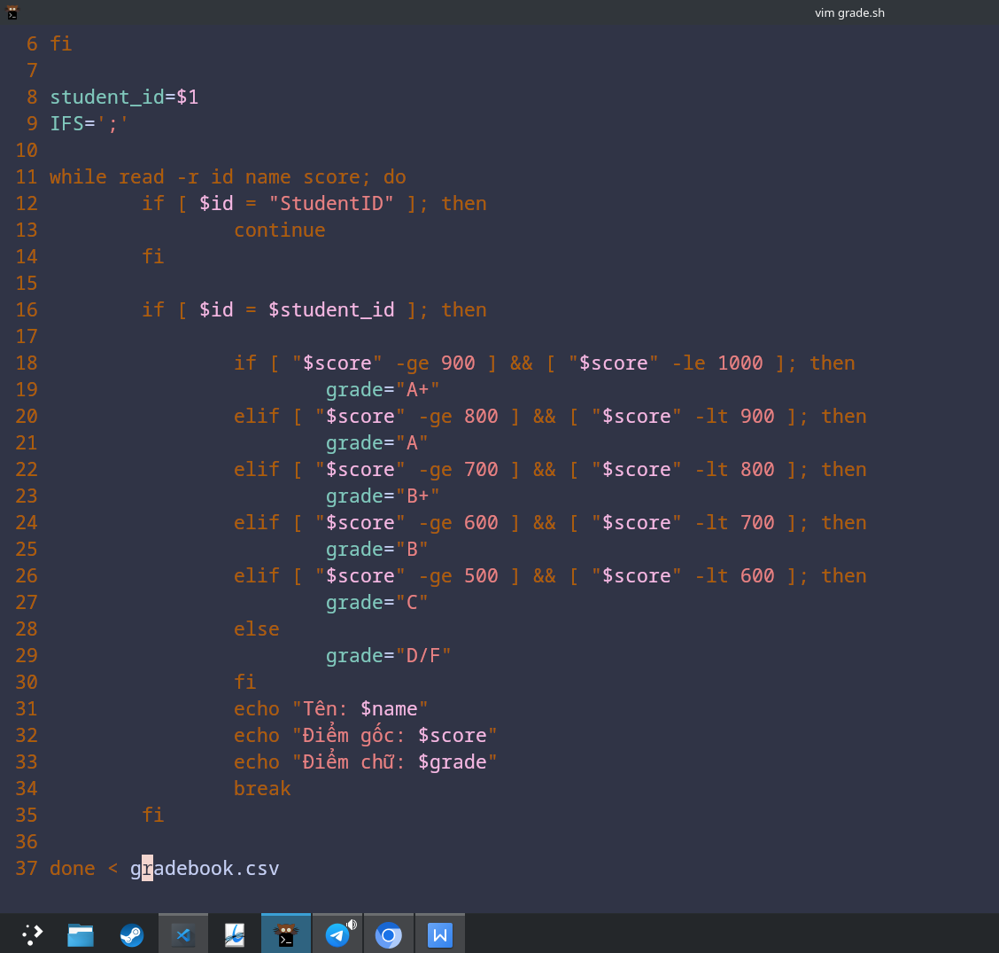 vim grade.sh
6 fi
7
8 student_id=$1
9 IFS=';'
10
11 while read -r id name score; do
12         if [ $id = "StudentID" ]; then
13                 continue
14         fi
15
16         if [ $id = $student_id ]; then
17
18                 if [ "$score" -ge 900 ] && [ "$score" -le 1000 ]; then
19                         grade="A+"
20                 elif [ "$score" -ge 800 ] && [ "$score" -lt 900 ]; then
21                         grade="A"
22                 elif [ "$score" -ge 700 ] && [ "$score" -lt 800 ]; then
23                         grade="B+"
24                 elif [ "$score" -ge 600 ] && [ "$score" -lt 700 ]; then
25                         grade="B"
26                 elif [ "$score" -ge 500 ] && [ "$score" -lt 600 ]; then
27                         grade="C"
28                 else
29                         grade="D/F"
30                 fi
31                 echo "Tên: $name"
32                 echo "Điểm gốc: $score"
33                 echo "Điểm chữ: $grade"
34                 break
35         fi
36
37 done < gradebook.csv